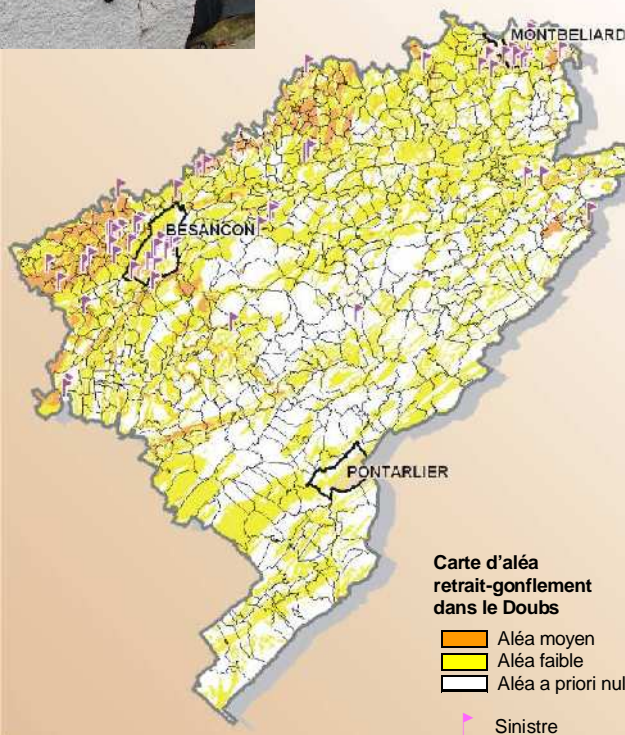 MONTBELIARD
BESANCON
PONTARLIER
Carte d'aléa
retrait-gonflement
dans le Doubs
Aléa moyen
Aléa faible
Aléa a priori nul
Sinistre